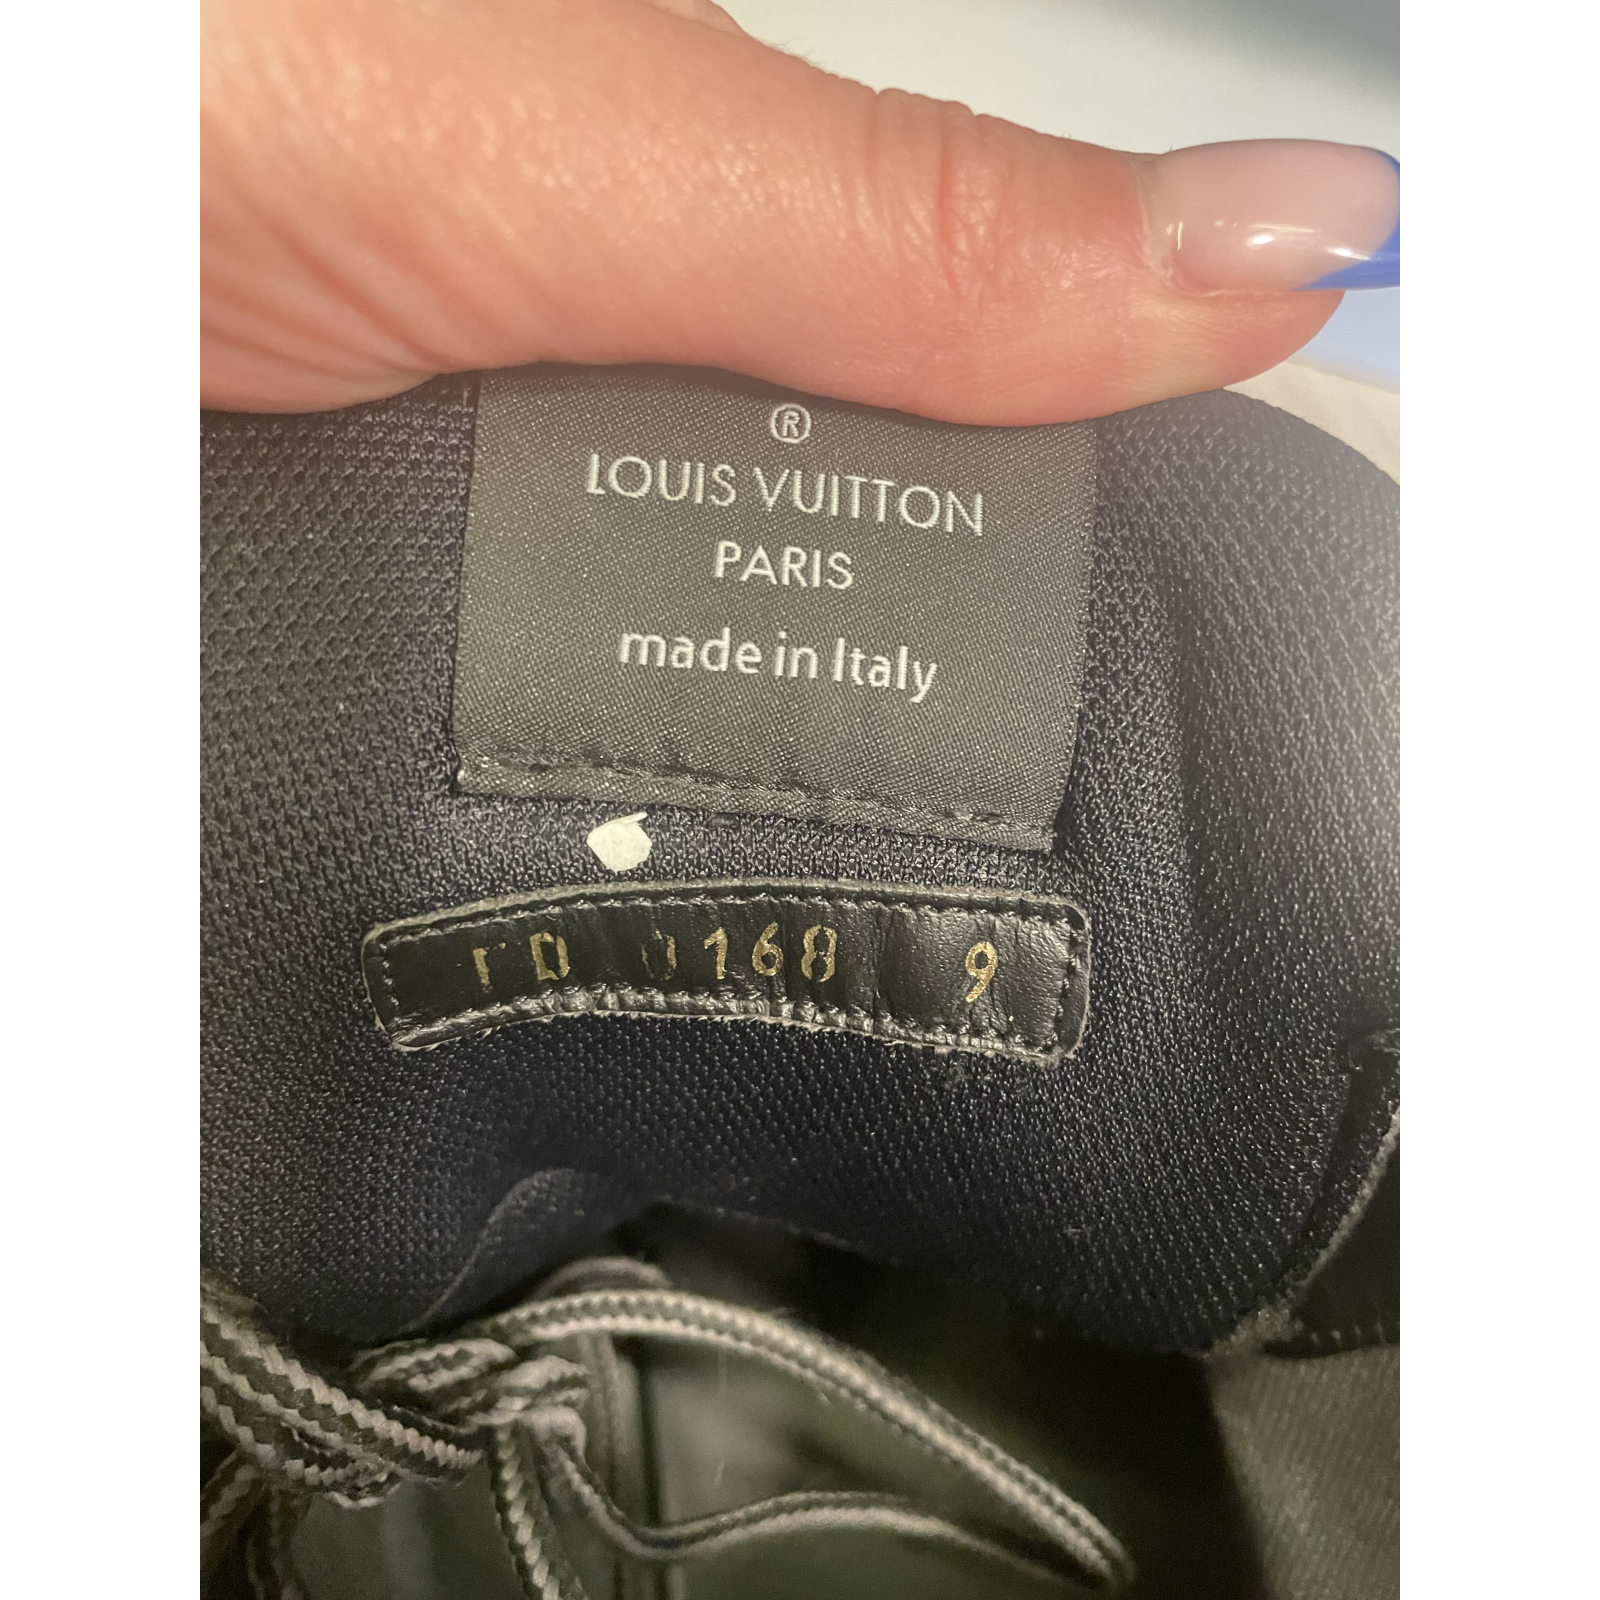 ®
LOUIS VUITTON
PARIS
made in Italy
0168 9